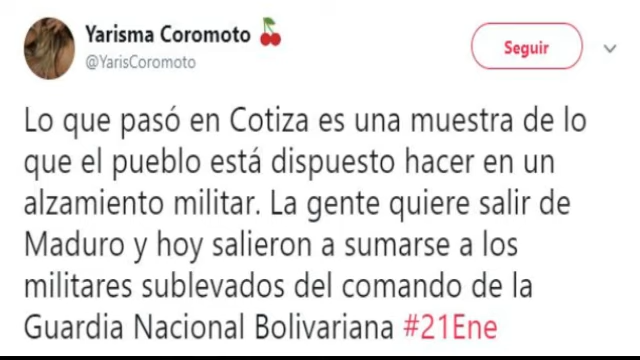 Yarisma Coromoto 🍒
@YarisCoromoto
Seguir
Lo que pasó en Cotiza es una muestra de lo
que el pueblo está dispuesto hacer en un
alzamiento militar. La gente quiere salir de
Maduro y hoy salieron a sumarse a los
militares sublevados del comando de la
Guardia Nacional Bolivariana #21Ene